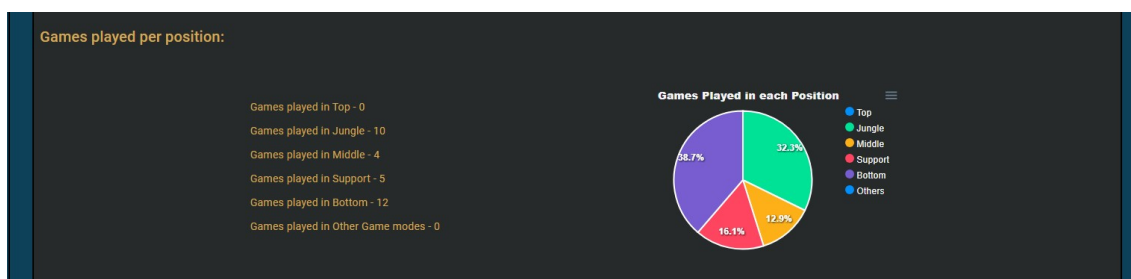 Games played per position:
Games played in Top - 0
Games played in Jungle - 10
Games played in Middle - 4
Games played in Support - 5
Games played in Bottom - 12
Games played in Other Game modes - 0
Games Played in each Position
Top
Jungle
Middle
Support
Bottom
Others
38.7%
32.3%
12.9%
16.1%